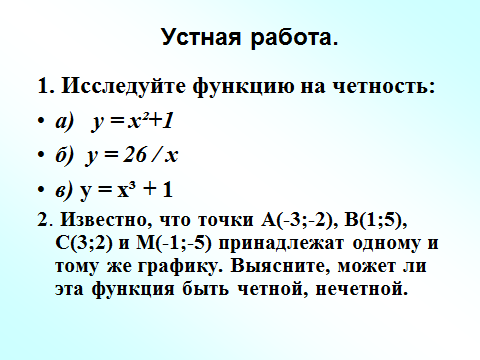 Устная работа.
1. Исследуйте функцию на четность:
• а) y = x²+1
• б) y = 26 / x
• в) y = x³ + 1
2. Известно, что точки А(-3;-2), В(1;5),
С(3;2) и М(-1;-5) принадлежат одному и
тому же графику. Выясните, может ли
эта функция быть четной, нечетной.